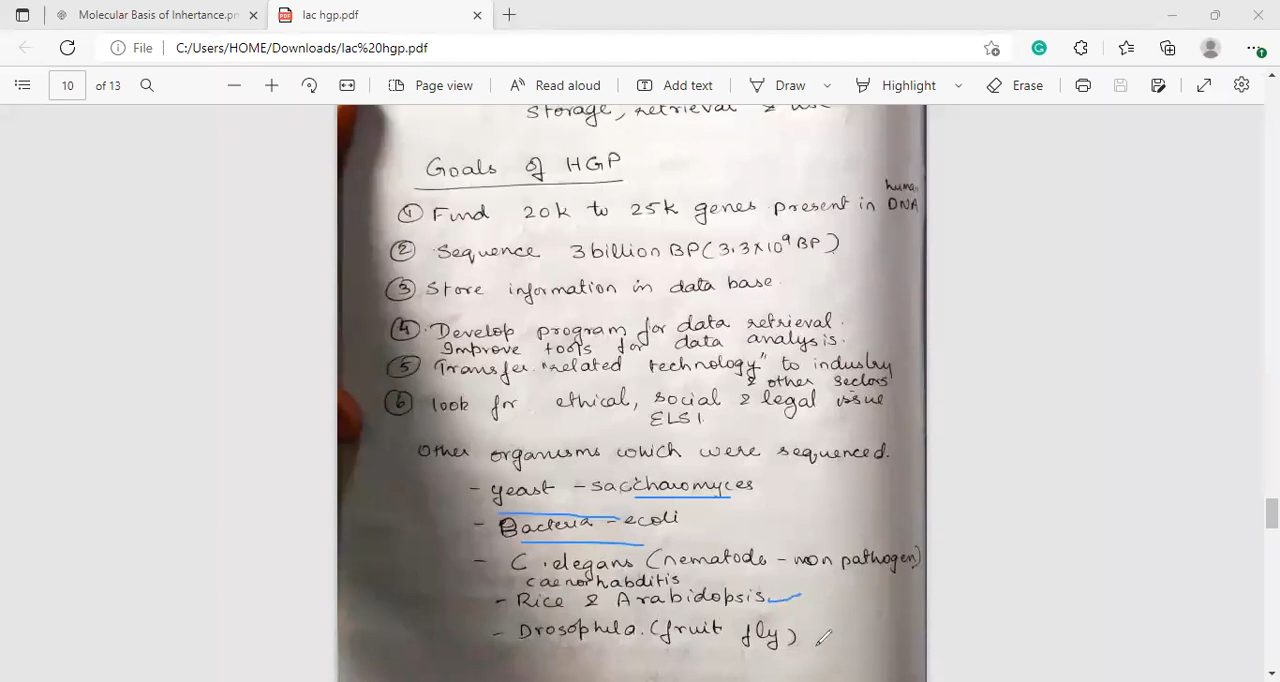 Molecular Basis of Inhertance.pr
lac hgp.pdf
File
C:/Users/HOME/Downloads/lac%20hgp.pdf
10 of 13
Page view
Read aloud
Add text
Draw
Highlight
Erase
storage, retrieval &
Goals of HGP
human
① Find 20k to 25k genes present in DNA
② Sequence 3 billion BP (3.3×10⁹ BP)
③ Store information in data base.
④ Develop program for data retrieval.
Improve tools for data analysis.
⑤ Transfer "related technology" to industry
& other sectors
⑥ look for ethical, social & legal issue
ELSI.
Other organisms which were sequenced.
- yeast - saccharomyces
- Bacteria - ecoli
- C. elegans (nematode - non pathogen)
caenorhabditis
- Rice & Arabidopsis
- Drosophila. (fruit fly)